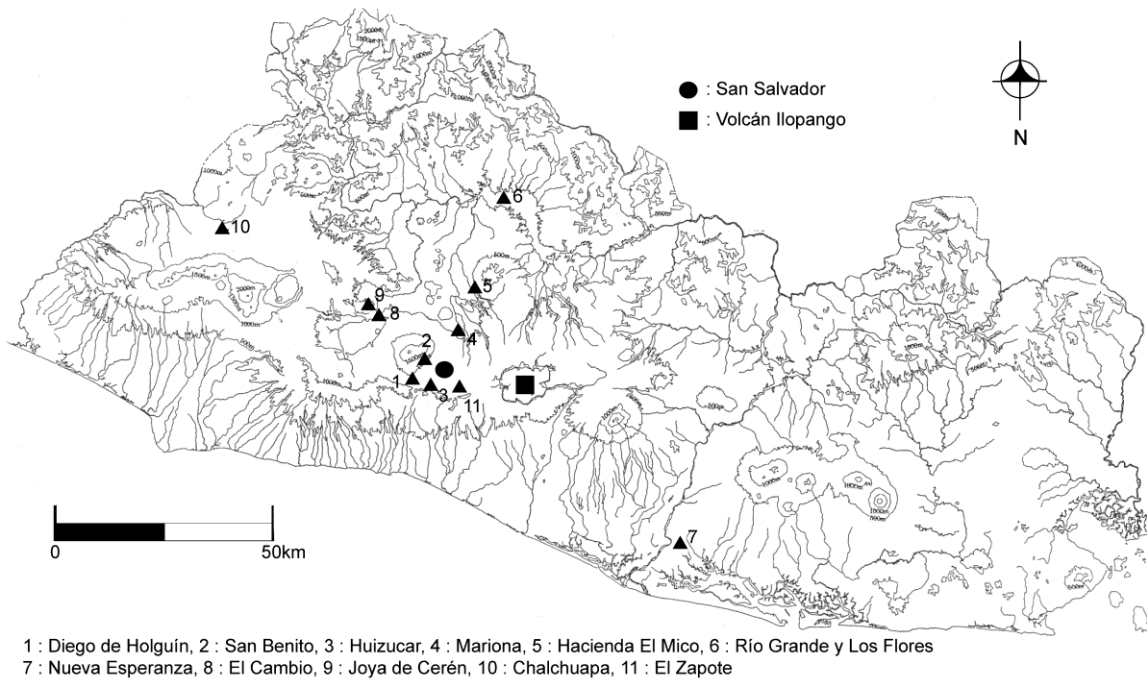 : San Salvador
: Volcán Ilopango
N
6
10
5
9
8
4
2
1
3
11
7
0
50km
1 : Diego de Holguín, 2 : San Benito, 3 : Huizucar, 4 : Mariona, 5 : Hacienda El Mico, 6 : Río Grande y Los Flores
7 : Nueva Esperanza, 8 : El Cambio, 9 : Joya de Cerén, 10 : Chalchuapa, 11 : El Zapote